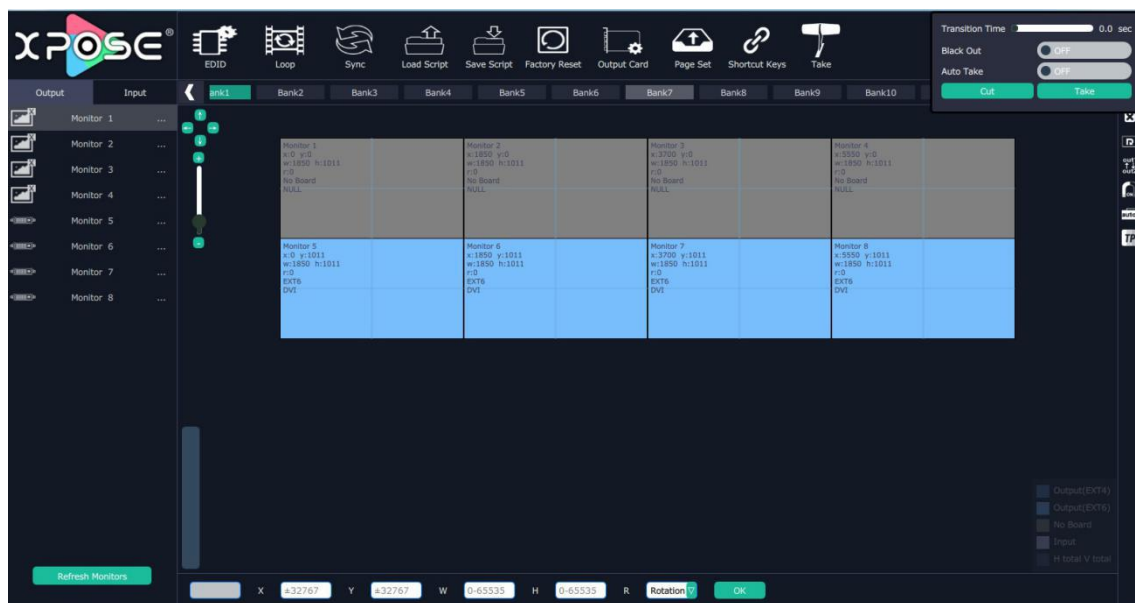 XPOSE®
EDID Loop Sync Load Script Save Script Factory Reset Output Card Page Set Shortcut Keys Take
Transition Time 0.0 sec
Black Out OFF
Auto Take OFF
Cut Take
Output Input
ank1 Bank2 Bank3 Bank4 Bank5 Bank6 Bank7 Bank8 Bank9 Bank10
Monitor 1 ...
Monitor 2 ...
Monitor 3 ...
Monitor 4 ...
Monitor 5 ...
Monitor 6 ...
Monitor 7 ...
Monitor 8 ...
Refresh Monitors
Monitor 1
x:0 y:0
w:1850 h:1011
r:0
No Board
NULL
Monitor 2
x:1850 y:0
w:1850 h:1011
r:0
No Board
NULL
Monitor 3
x:3700 y:0
w:1850 h:1011
r:0
No Board
NULL
Monitor 4
x:5550 y:0
w:1850 h:1011
r:0
No Board
NULL
Monitor 5
x:0 y:1011
w:1850 h:1011
r:0
EXT6
DVI
Monitor 6
x:1850 y:1011
w:1850 h:1011
r:0
EXT6
DVI
Monitor 7
x:3700 y:1011
w:1850 h:1011
r:0
EXT6
DVI
Monitor 8
x:5550 y:1011
w:1850 h:1011
r:0
EXT6
DVI
auto
TP
Output(EXT4)
Output(EXT6)
No Board
Input
H total V total
X ±32767 Y ±32767 W 0-65535 H 0-65535 R Rotation OK